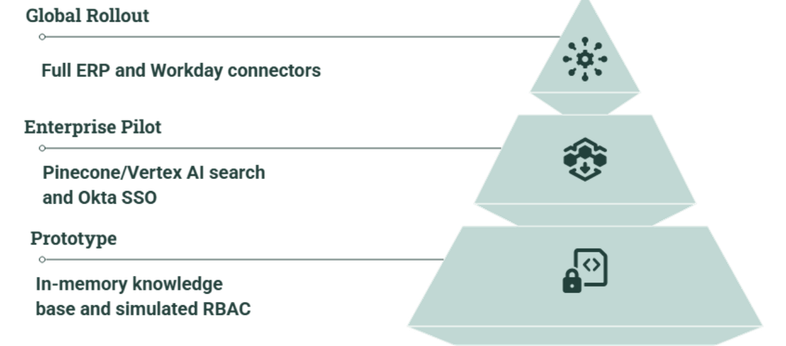 Global Rollout
Full ERP and Workday connectors
Enterprise Pilot
Pinecone/Vertex AI search
and Okta SSO
Prototype
In-memory knowledge
base and simulated RBAC